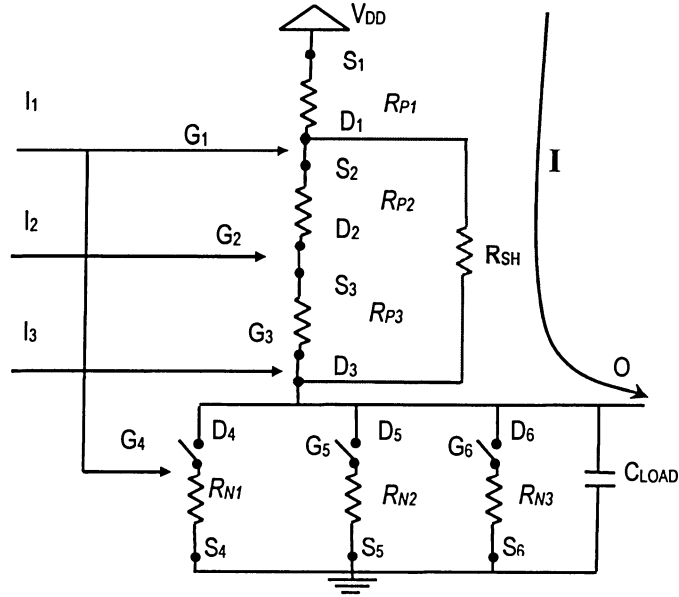 VDD
S1
I1
RP1
D1
G1
S2
I
I2
RP2
G2
D2
RSH
S3
RP3
I3
G3
D3
O
G4
D4
G5
D5
G6
D6
CLOAD
RN1
RN2
RN3
S4
S5
S6